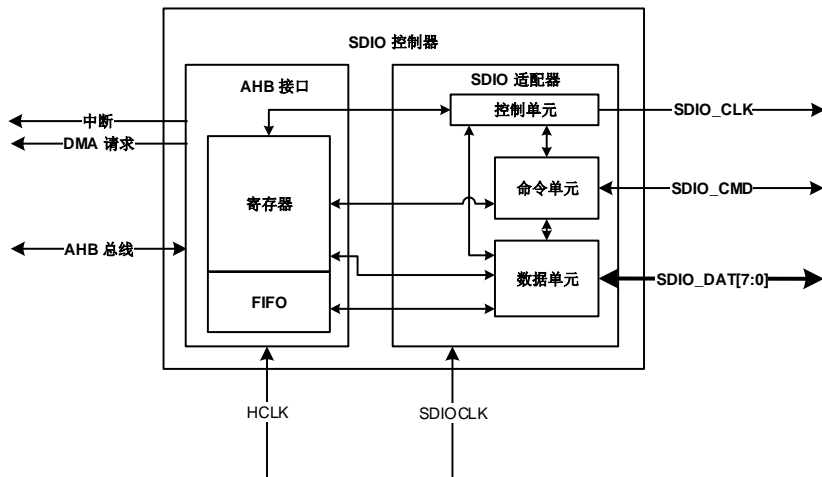 SDIO 控制器
AHB 接口
SDIO 适配器
控制单元
SDIO_CLK
中断
DMA 请求
寄存器
命令单元
SDIO_CMD
AHB 总线
数据单元
SDIO_DAT[7:0]
FIFO
HCLK
SDIOCLK